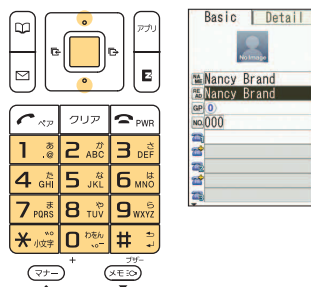 アプリ
ペア
クリア
PWR
1 あ .@
2 か ABC
3 さ DEF
4 た GHI
5 な JKL
6 は MNO
7 ま PQRS
8 や TUV
9 ら WXYZ
* 小文字
0 わをん
#
+
ブザー
マナー
メモ
Basic Detail
No Image
NAME Nancy Brand
READ Nancy Brand
GP 0
NO. 000